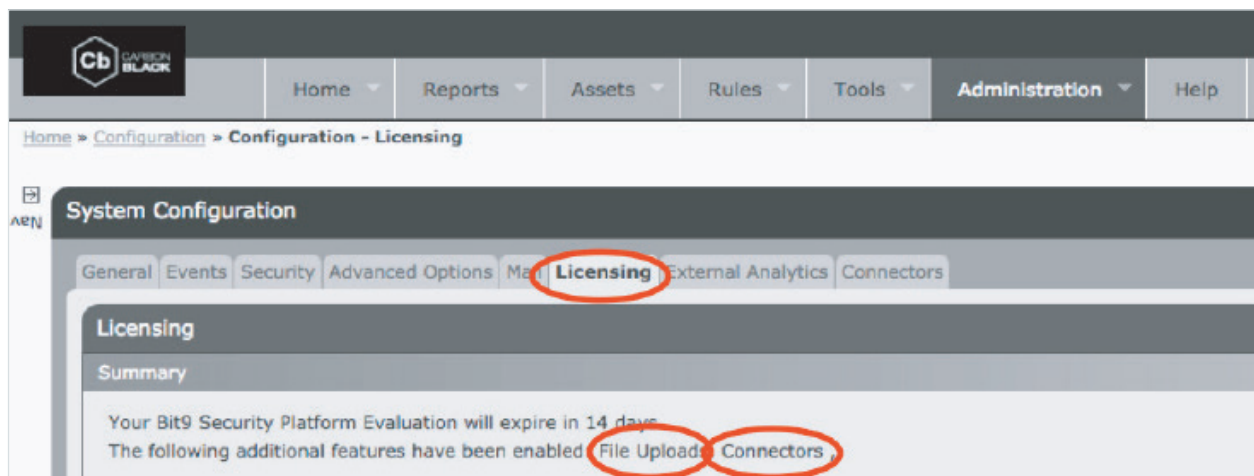 Cb CARBON
BLACK
Home Reports Assets Rules Tools Administration Help
Home » Configuration » Configuration - Licensing
Nav
System Configuration
General Events Security Advanced Options Mail Licensing External Analytics Connectors
Licensing
Summary
Your Bit9 Security Platform Evaluation will expire in 14 days.
The following additional features have been enabled: File Uploads, Connectors ,